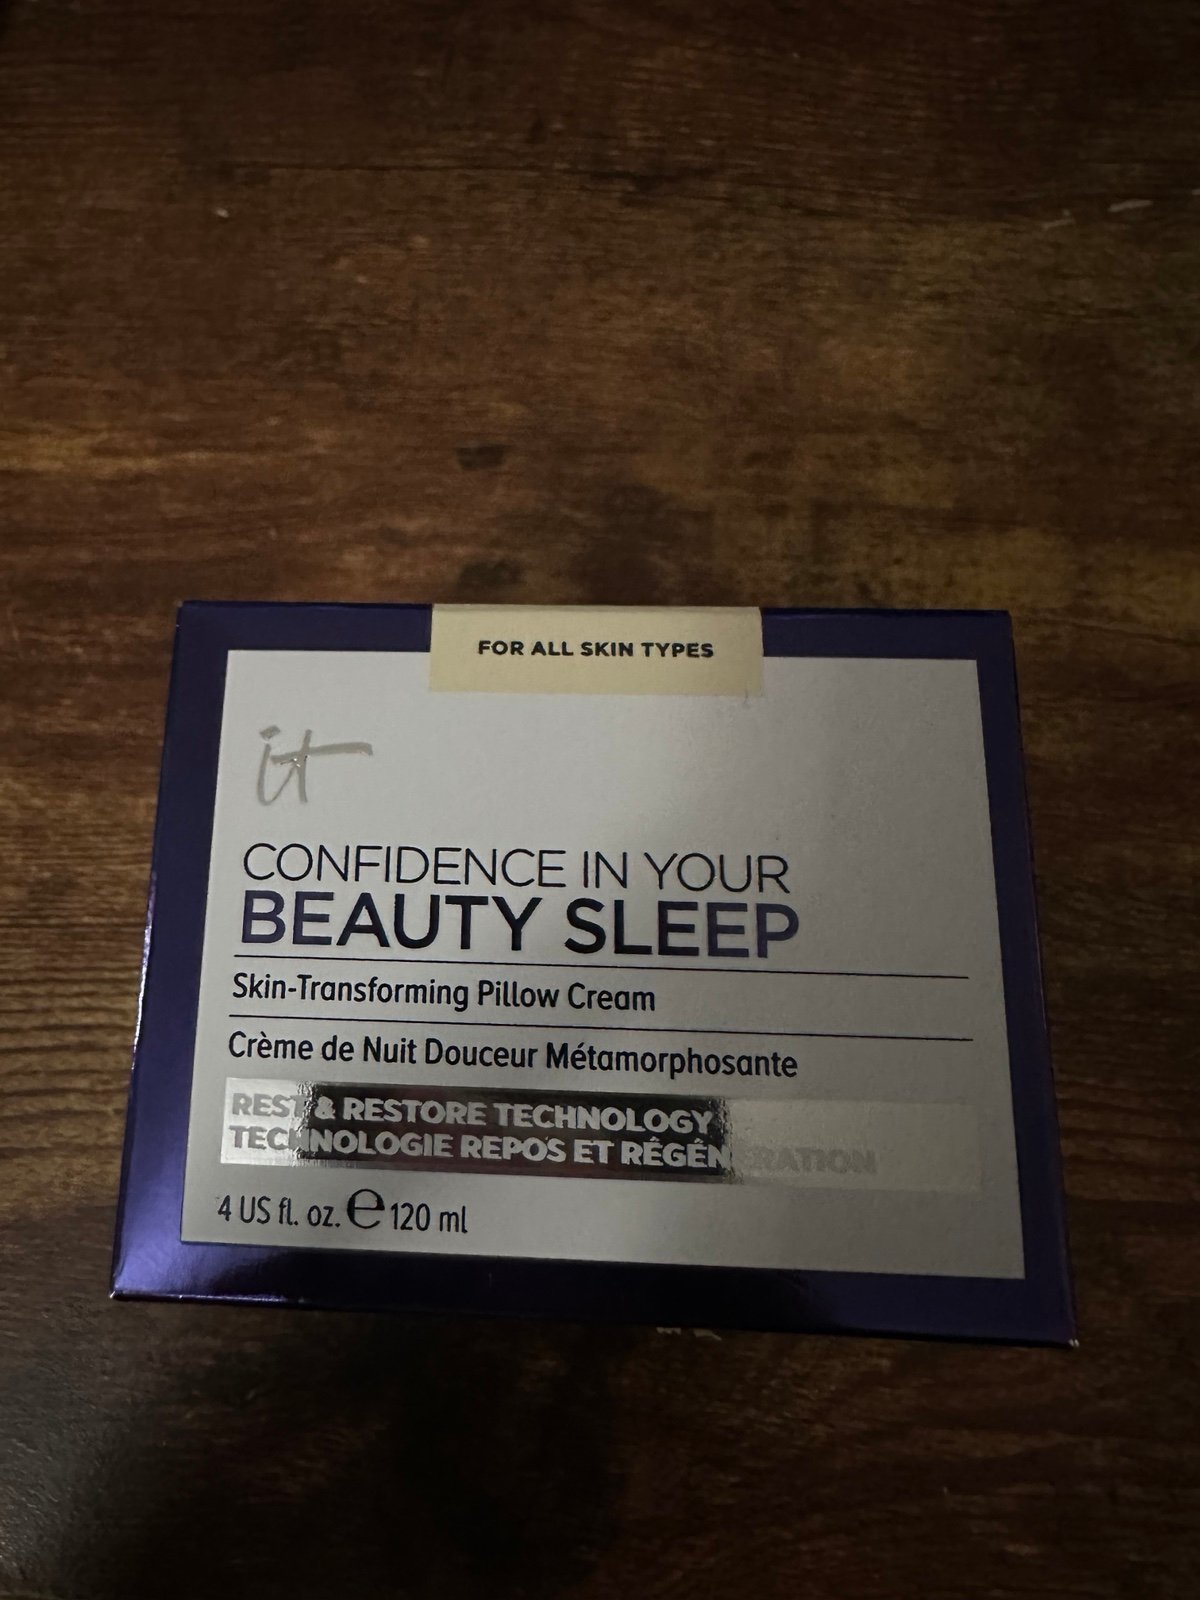 FOR ALL SKIN TYPES
it
CONFIDENCE IN YOUR
BEAUTY SLEEP
Skin-Transforming Pillow Cream
Crème de Nuit Douceur Métamorphosante
REST & RESTORE TECHNOLOGY
TECHNOLOGIE REPOS ET RÉGÉNÉRATION
4 US fl. oz. ℮ 120 ml